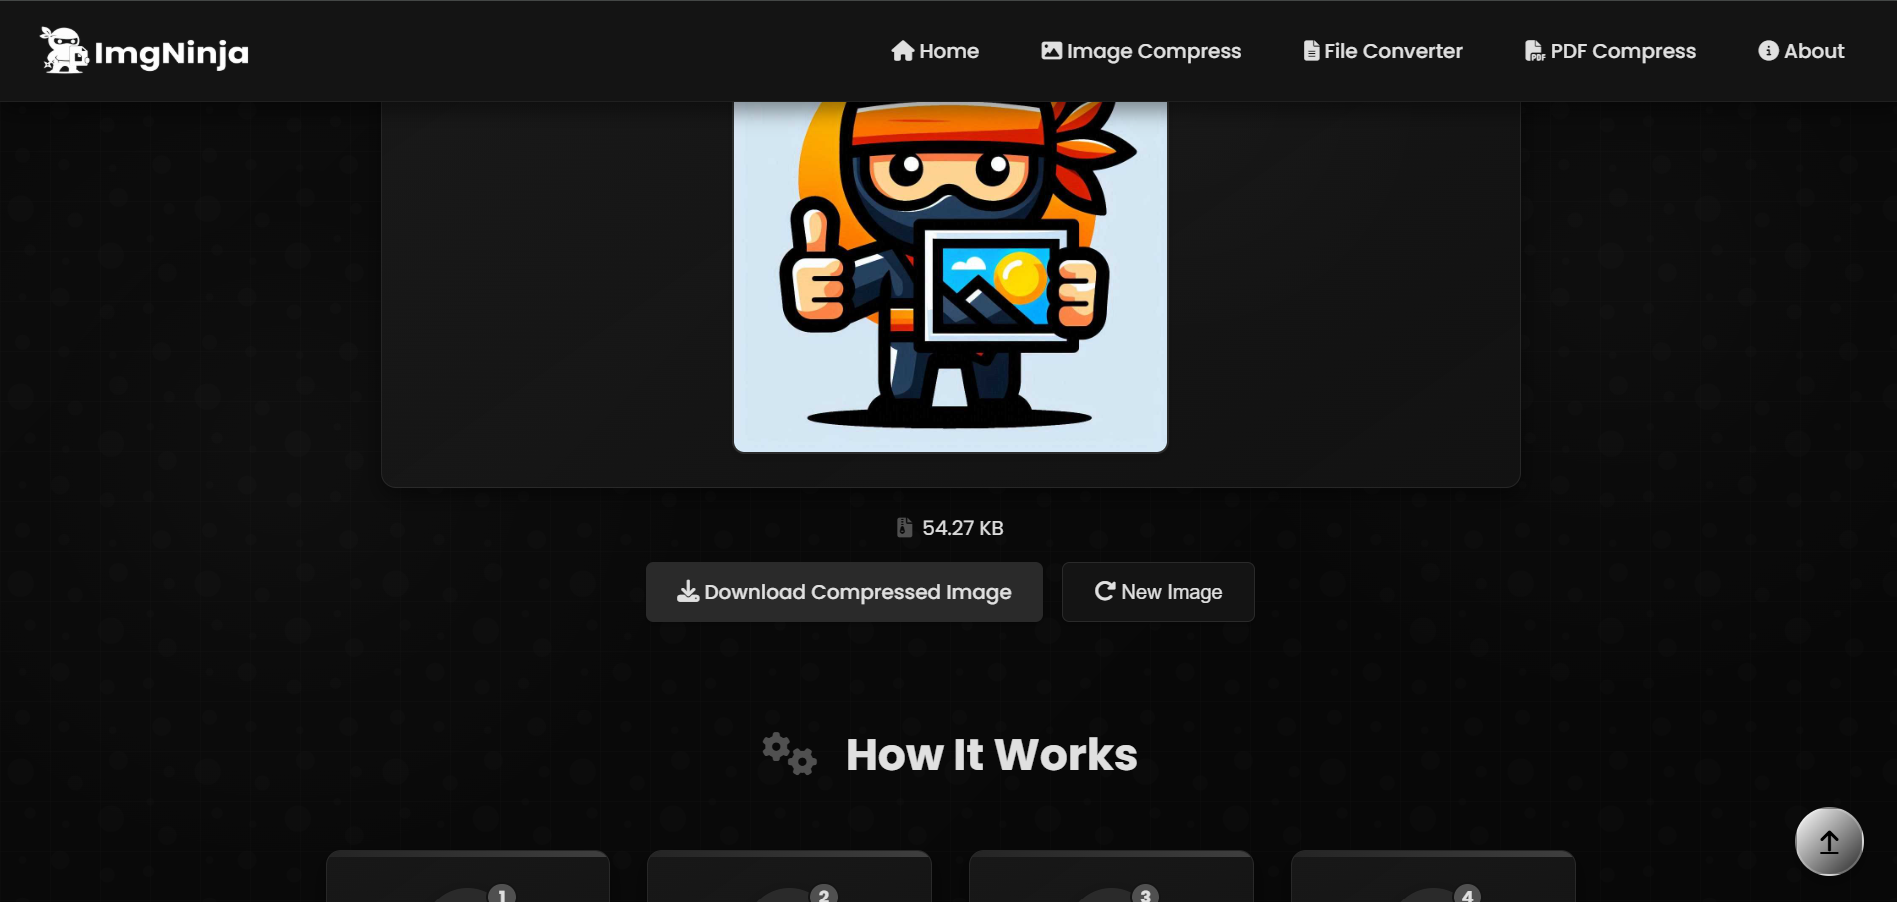 ImgNinja
Home
Image Compress
File Converter
PDF Compress
About
54.27 KB
Download Compressed Image
New Image
How It Works
1
2
3
4